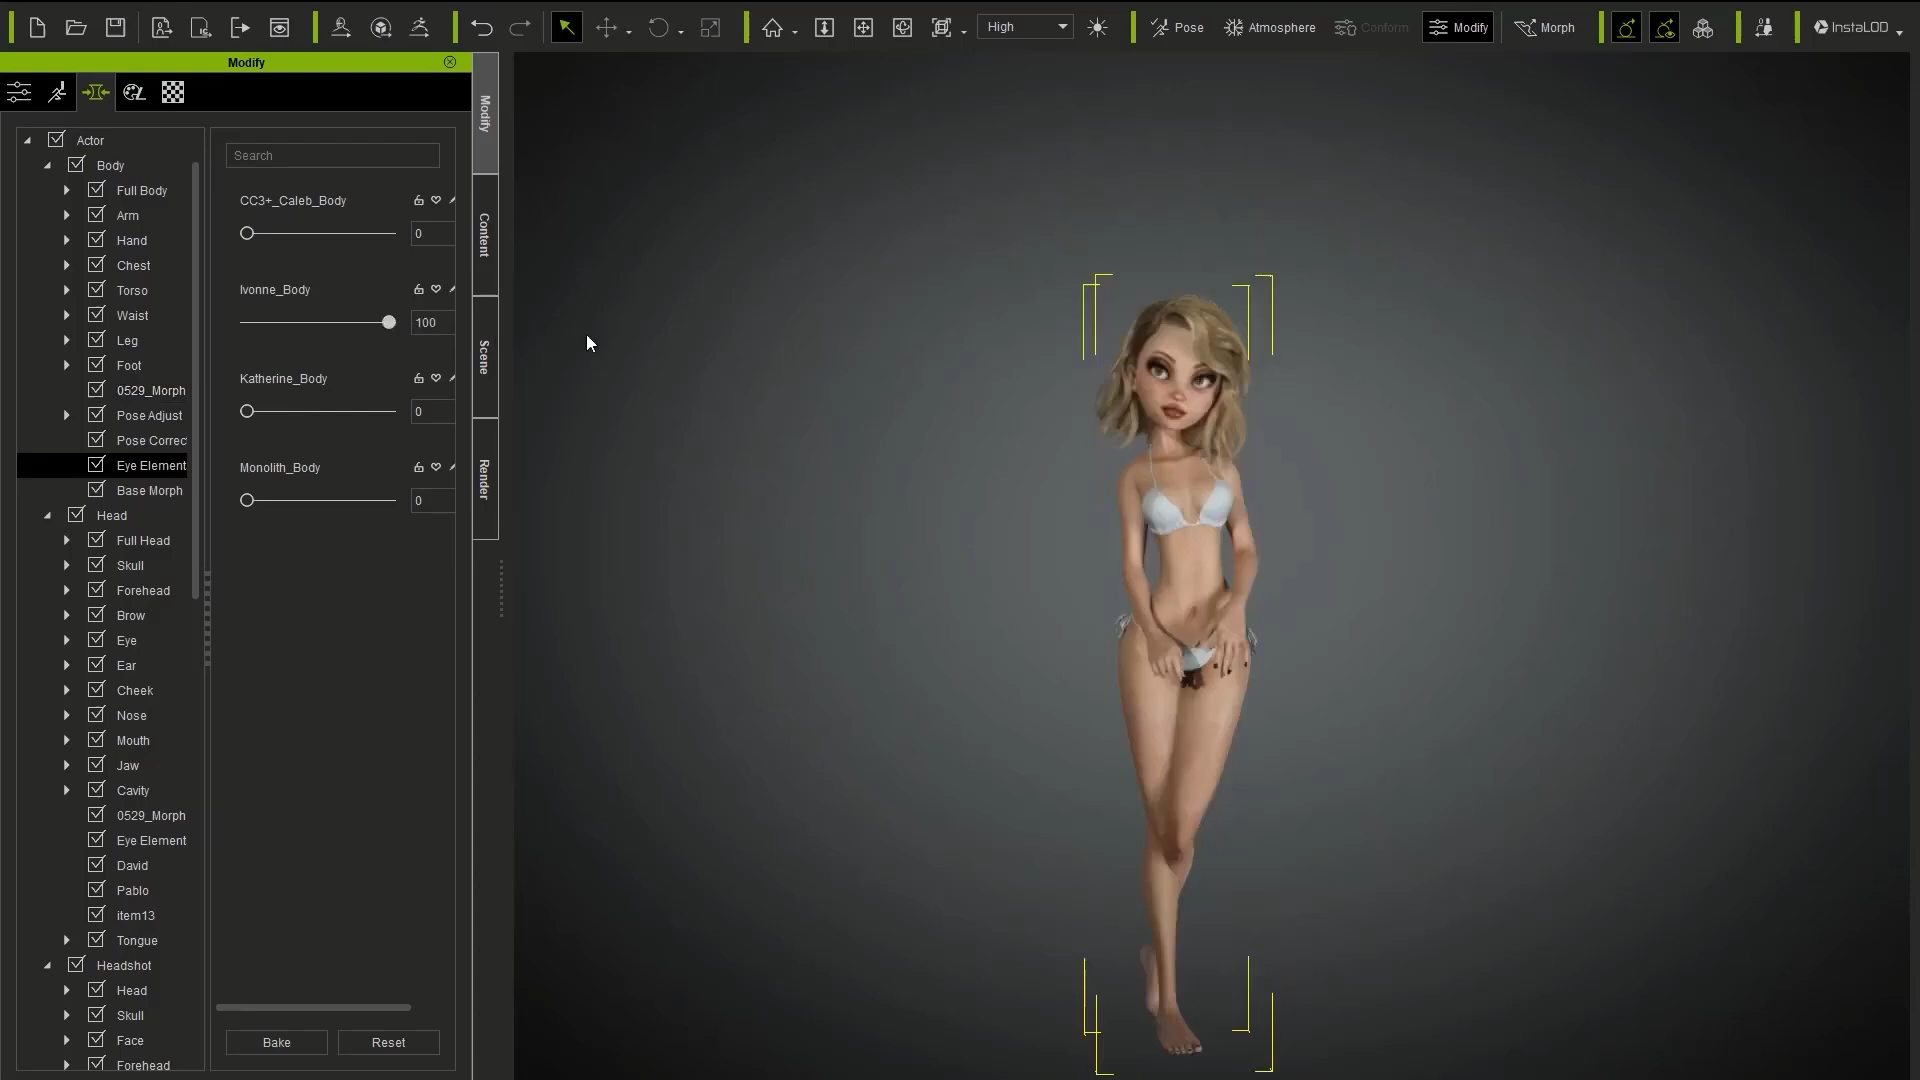 High
Pose
Atmosphere
Conform
Modify
Morph
InstaLOD
Modify
Actor
Body
Full Body
Arm
Hand
Chest
Torso
Waist
Leg
Foot
0529_Morph
Pose Adjust
Pose Correc
Eye Element
Base Morph
Head
Full Head
Skull
Forehead
Brow
Eye
Ear
Cheek
Nose
Mouth
Jaw
Cavity
0529_Morph
Eye Element
David
Pablo
item13
Tongue
Headshot
Head
Skull
Face
Forehead
Search
CC3+_Caleb_Body
0
Ivonne_Body
100
Katherine_Body
0
Monolith_Body
0
Bake
Reset
Modify
Content
Scene
Render